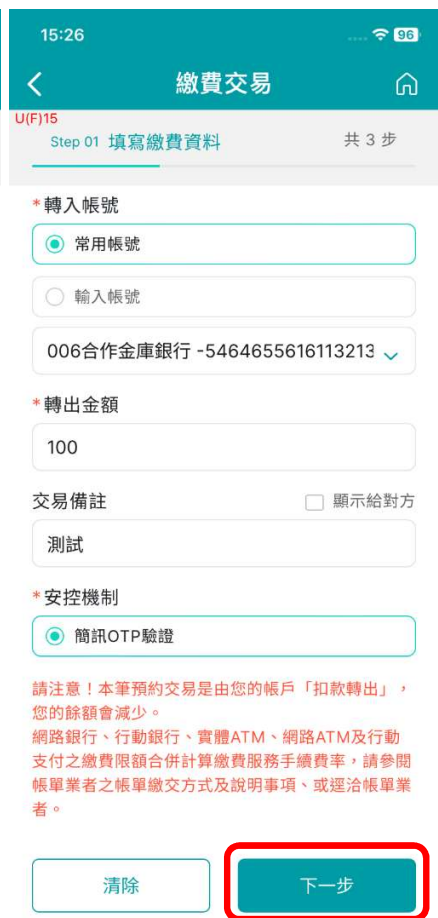 15:26
96
繳費交易
U(F)15
Step 01 填寫繳費資料
共 3 步
*轉入帳號
常用帳號
輸入帳號
006合作金庫銀行 -5464655616113213
*轉出金額
100
交易備註
顯示給對方
測試
*安控機制
簡訊OTP驗證
請注意！本筆預約交易是由您的帳戶「扣款轉出」，
您的餘額會減少。
網路銀行、行動銀行、實體ATM、網路ATM及行動
支付之繳費限額合併計算繳費服務手續費率，請參閱
帳單業者之帳單繳交方式及說明事項、或逕洽帳單業
者。
清除
下一步